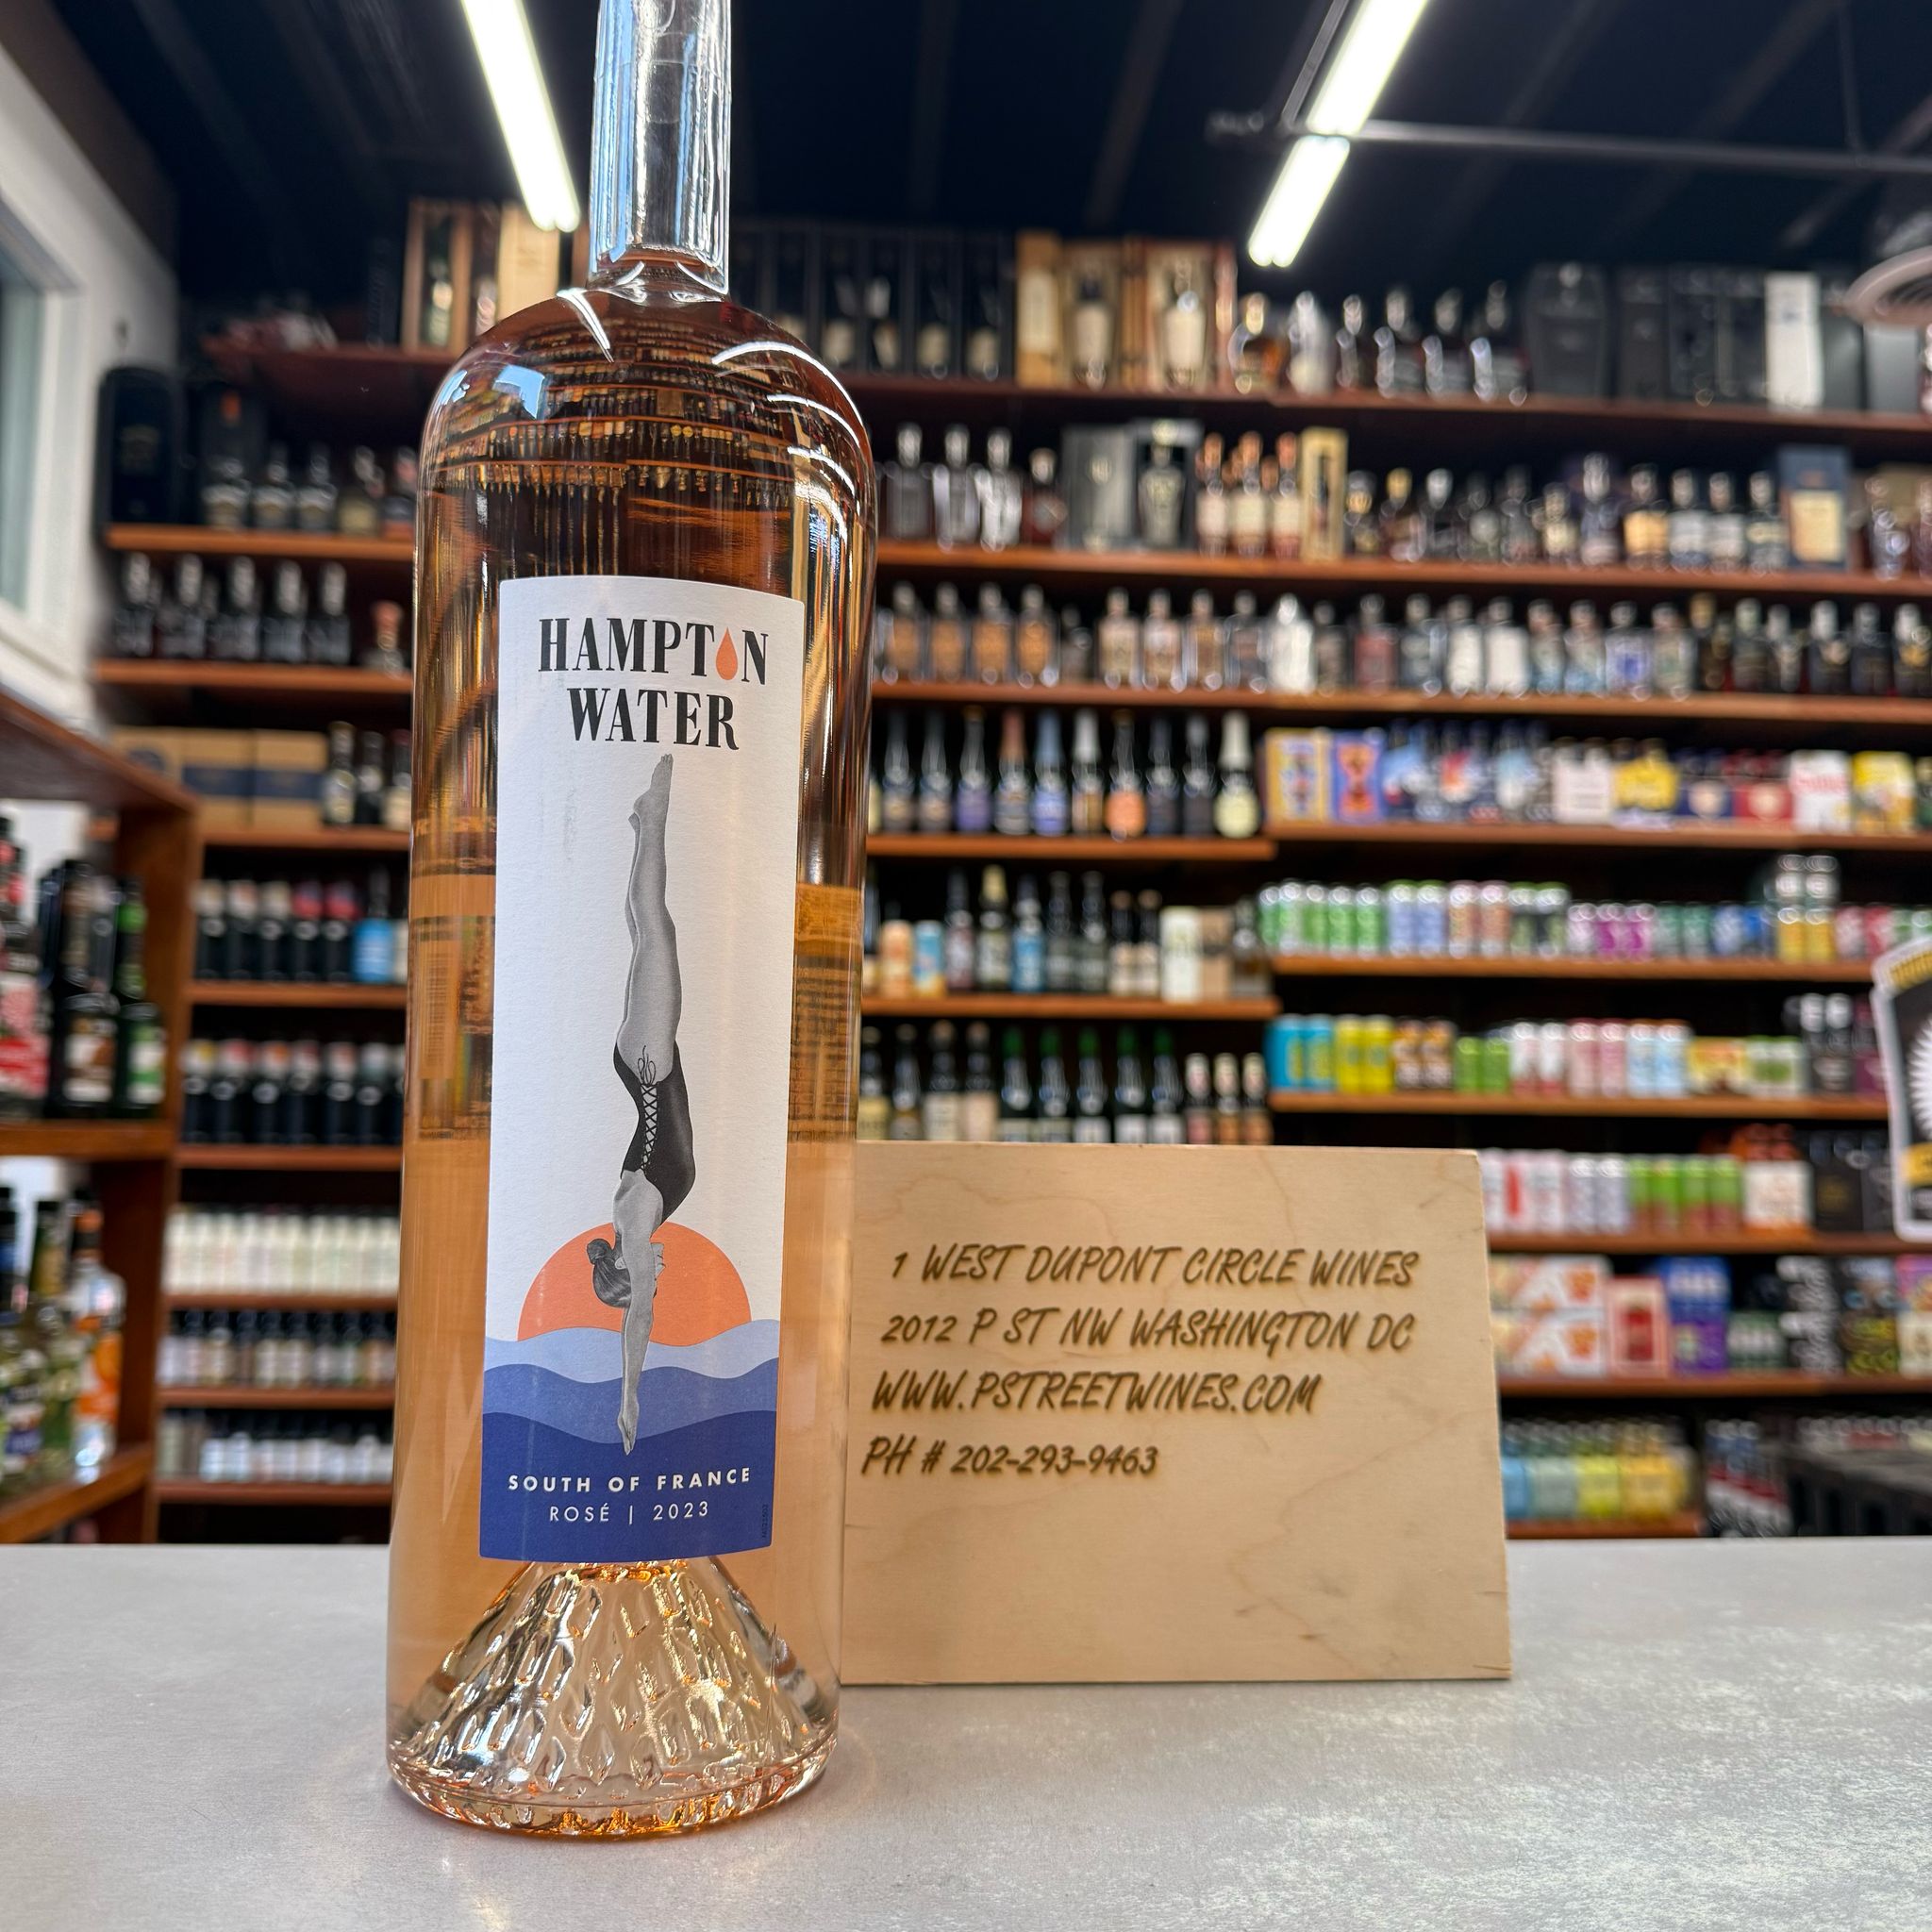 HAMPTON
WATER
SOUTH OF FRANCE
ROSÉ | 2023
1 WEST DUPONT CIRCLE WINES
2012 P ST NW WASHINGTON DC
WWW.PSTREETWINES.COM
PH # 202-293-9463